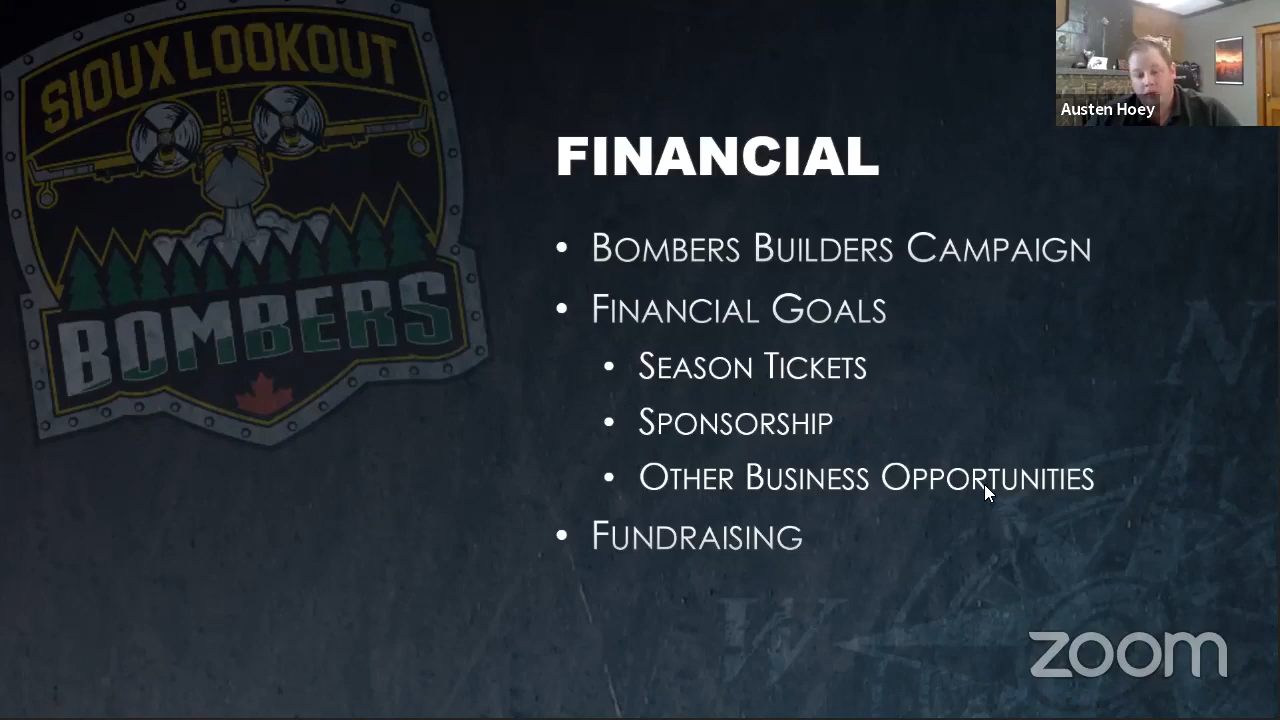 SIOUX LOOKOUT
BOMBERS
Austen Hoey
FINANCIAL
• BOMBERS BUILDERS CAMPAIGN
• FINANCIAL GOALS
• SEASON TICKETS
• SPONSORSHIP
• OTHER BUSINESS OPPORTUNITIES
• FUNDRAISING
N
W
zoom